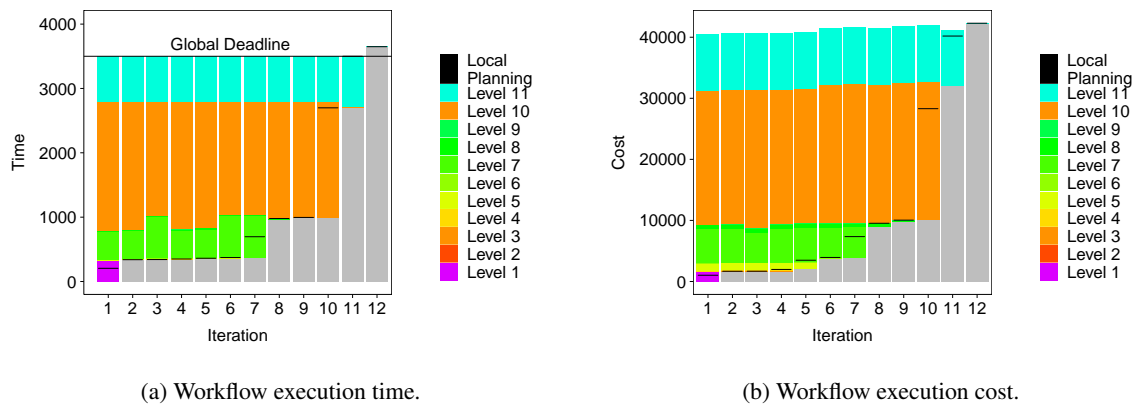 4000
3000
2000
1000
0
Time
Global Deadline
1 2 3 4 5 6 7 8 9 10 11 12
Iteration
Local
Planning
Level 11
Level 10
Level 9
Level 8
Level 7
Level 6
Level 5
Level 4
Level 3
Level 2
Level 1
(a) Workflow execution time.
40000
30000
20000
10000
0
Cost
1 2 3 4 5 6 7 8 9 10 11 12
Iteration
Local
Planning
Level 11
Level 10
Level 9
Level 8
Level 7
Level 6
Level 5
Level 4
Level 3
Level 2
Level 1
(b) Workflow execution cost.